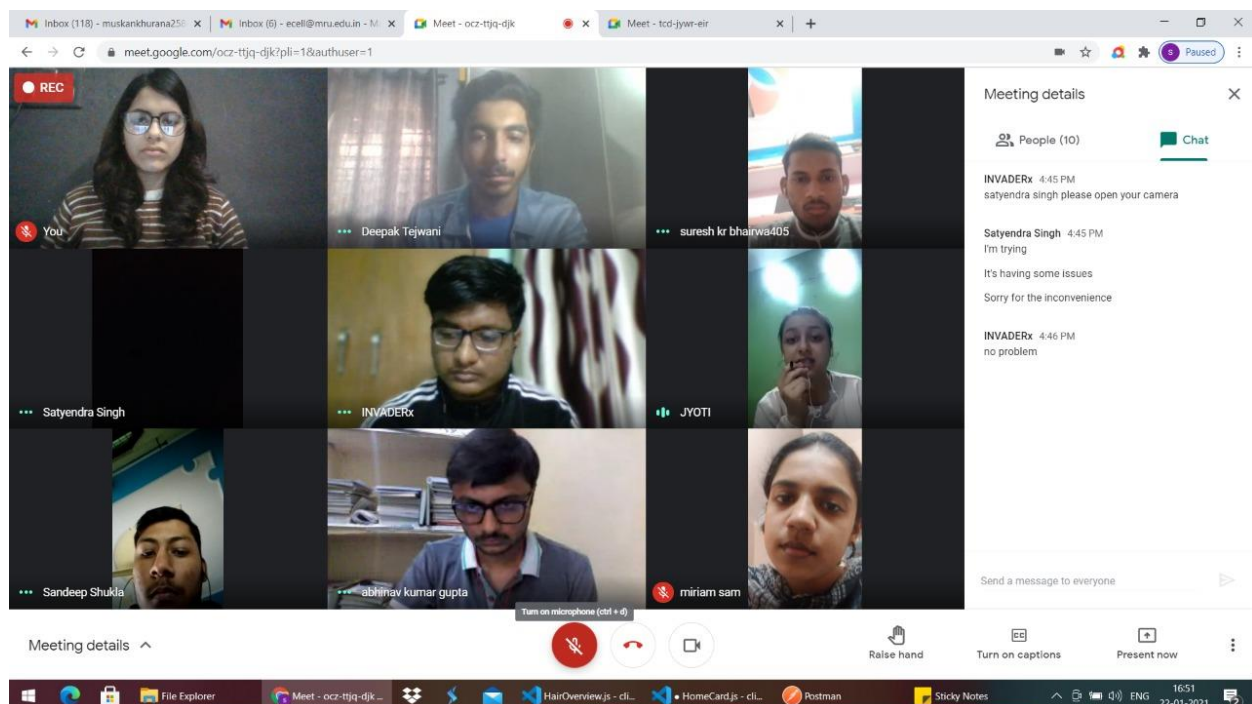 Inbox (118) - muskankhurana258
Inbox (6) - ecell@mru.edu.in - M
Meet - ocz-ttjq-djk
Meet - tcd-jywr-eir
meet.google.com/ocz-ttjq-djk?pli=1&authuser=1
S
Paused
REC
You
Deepak Tejwani
suresh kr bhairwa405
Satyendra Singh
INVADERx
JYOTI
Sandeep Shukla
abhinav kumar gupta
miriam sam
Meeting details
People (10)
Chat
INVADERx 4:45 PM
satyendra singh please open your camera
Satyendra Singh 4:45 PM
I'm trying
It's having some issues
Sorry for the inconvenience
INVADERx 4:46 PM
no problem
Send a message to everyone
Turn on microphone (ctrl + d)
Meeting details
Raise hand
CC
Turn on captions
Present now
File Explorer
Meet - ocz-ttjq-djk ...
HairOverview.js - cli...
● HomeCard.js - cli...
Postman
Sticky Notes
ENG
16:51
22-01-2021
2